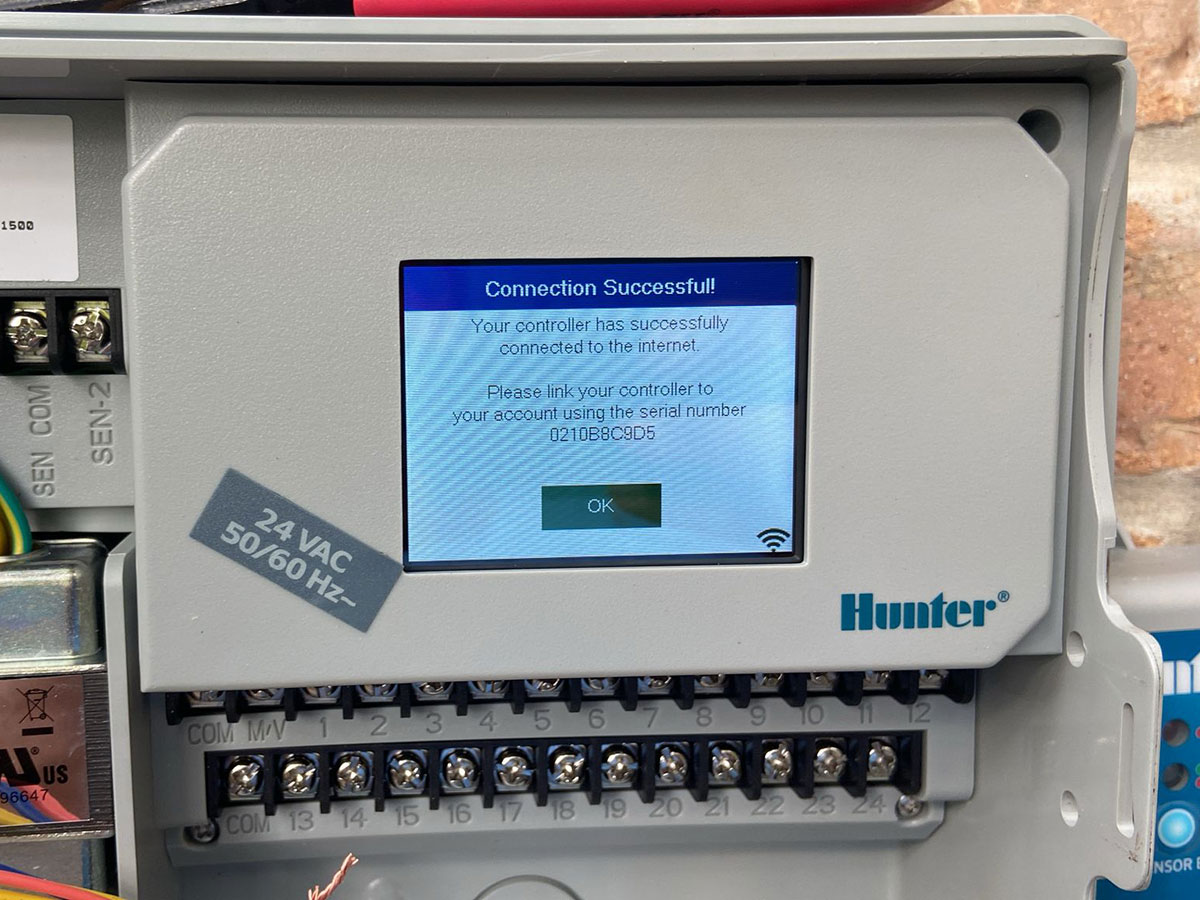 1500
SEN COM
SEN-2
Connection Successful!
Your controller has successfully
connected to the internet.
Please link your controller to
your account using the serial number
0210B8C9D5
OK
24 VAC
50/60 Hz~
Hunter®
COM M/V 1 2 3 4 5 6 7 8 9 10 11 12
COM 13 14 15 16 17 18 19 20 21 22 23 24
US
96647